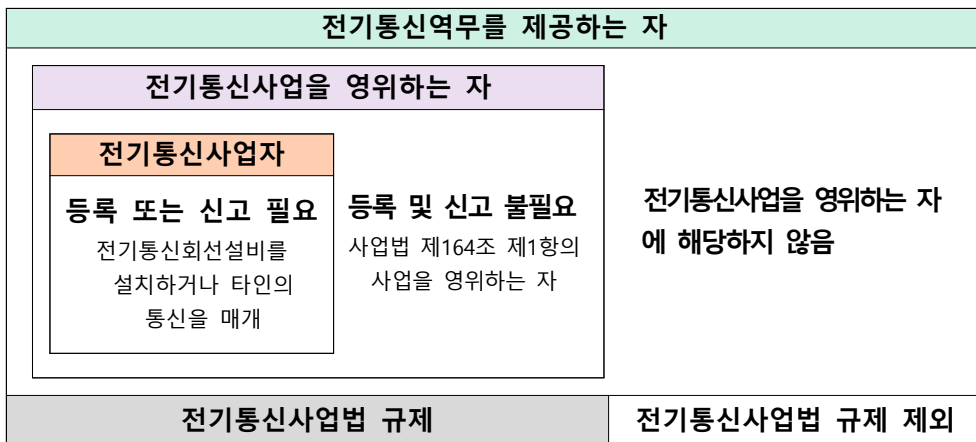 전기통신역무를 제공하는 자
전기통신사업을 영위하는 자
전기통신사업자
등록 또는 신고 필요
전기통신회선설비를
설치하거나 타인의
통신을 매개
등록 및 신고 불필요
사업법 제164조 제1항의
사업을 영위하는 자
전기통신사업을 영위하는 자
에 해당하지 않음
전기통신사업법 규제
전기통신사업법 규제 제외